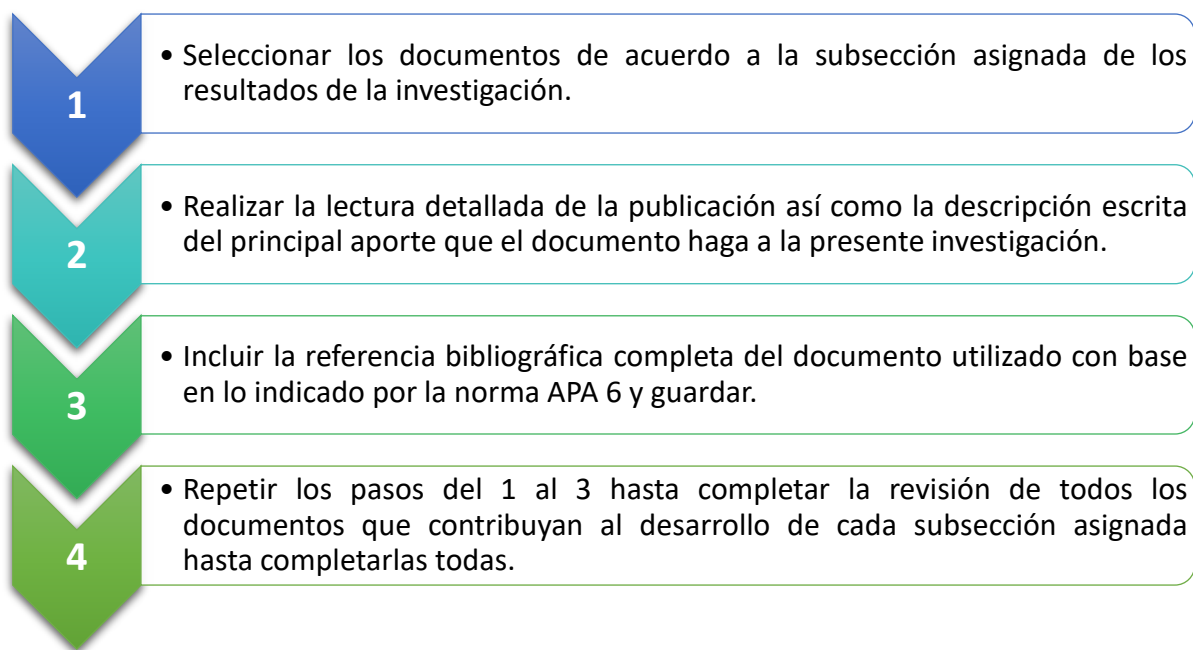 1
• Seleccionar los documentos de acuerdo a la subsección asignada de los
resultados de la investigación.
2
• Realizar la lectura detallada de la publicación así como la descripción escrita
del principal aporte que el documento haga a la presente investigación.
3
• Incluir la referencia bibliográfica completa del documento utilizado con base
en lo indicado por la norma APA 6 y guardar.
4
• Repetir los pasos del 1 al 3 hasta completar la revisión de todos los
documentos que contribuyan al desarrollo de cada subsección asignada
hasta completarlas todas.